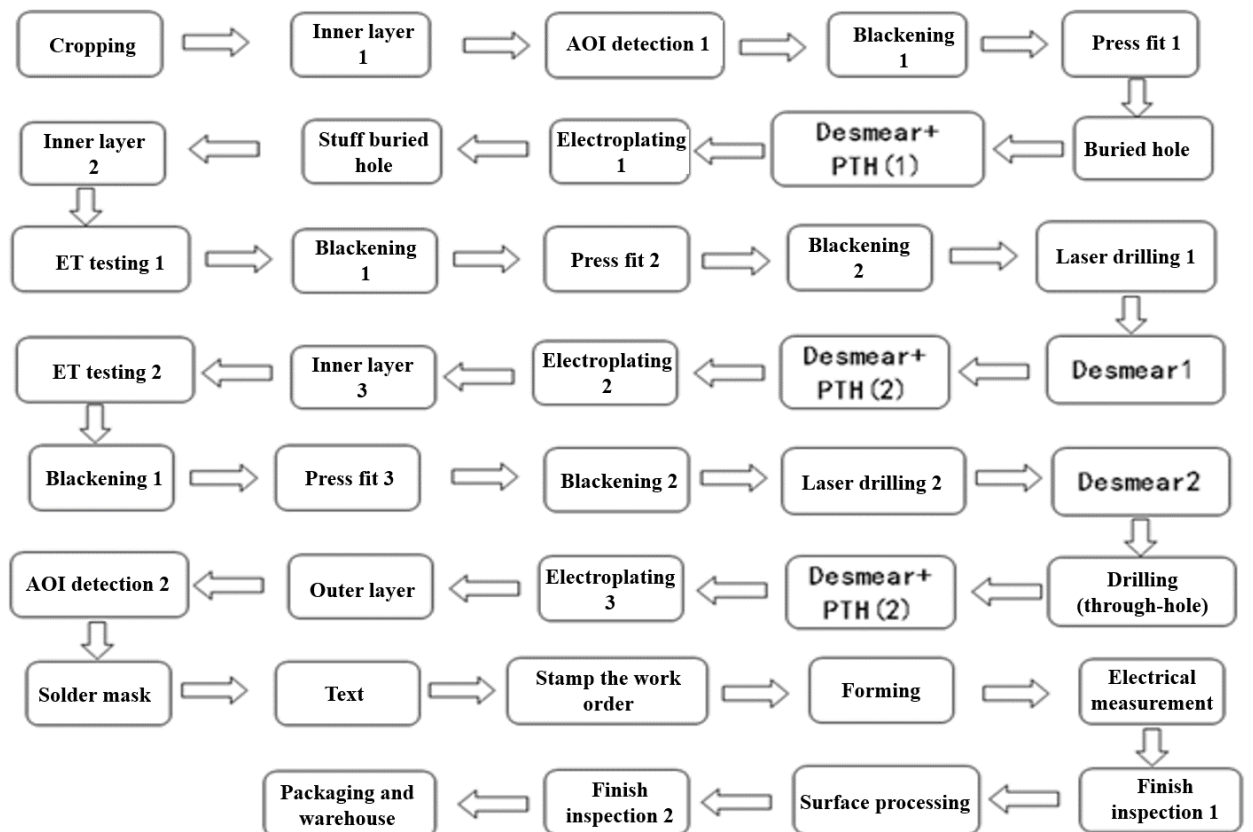 Cropping
Inner layer
1
AOI detection 1
Blackening
1
Press fit 1
Buried hole
Desmear+
PTH(1)
Electroplating
1
Stuff buried
hole
Inner layer
2
ET testing 1
Blackening
1
Press fit 2
Blackening
2
Laser drilling 1
Desmear1
Desmear+
PTH(2)
Electroplating
2
Inner layer
3
ET testing 2
Blackening 1
Press fit 3
Blackening 2
Laser drilling 2
Desmear2
Drilling
(through-hole)
Desmear+
PTH(2)
Electroplating
3
Outer layer
AOI detection 2
Solder mask
Text
Stamp the work
order
Forming
Electrical
measurement
Finish
inspection 1
Surface processing
Finish
inspection 2
Packaging and
warehouse